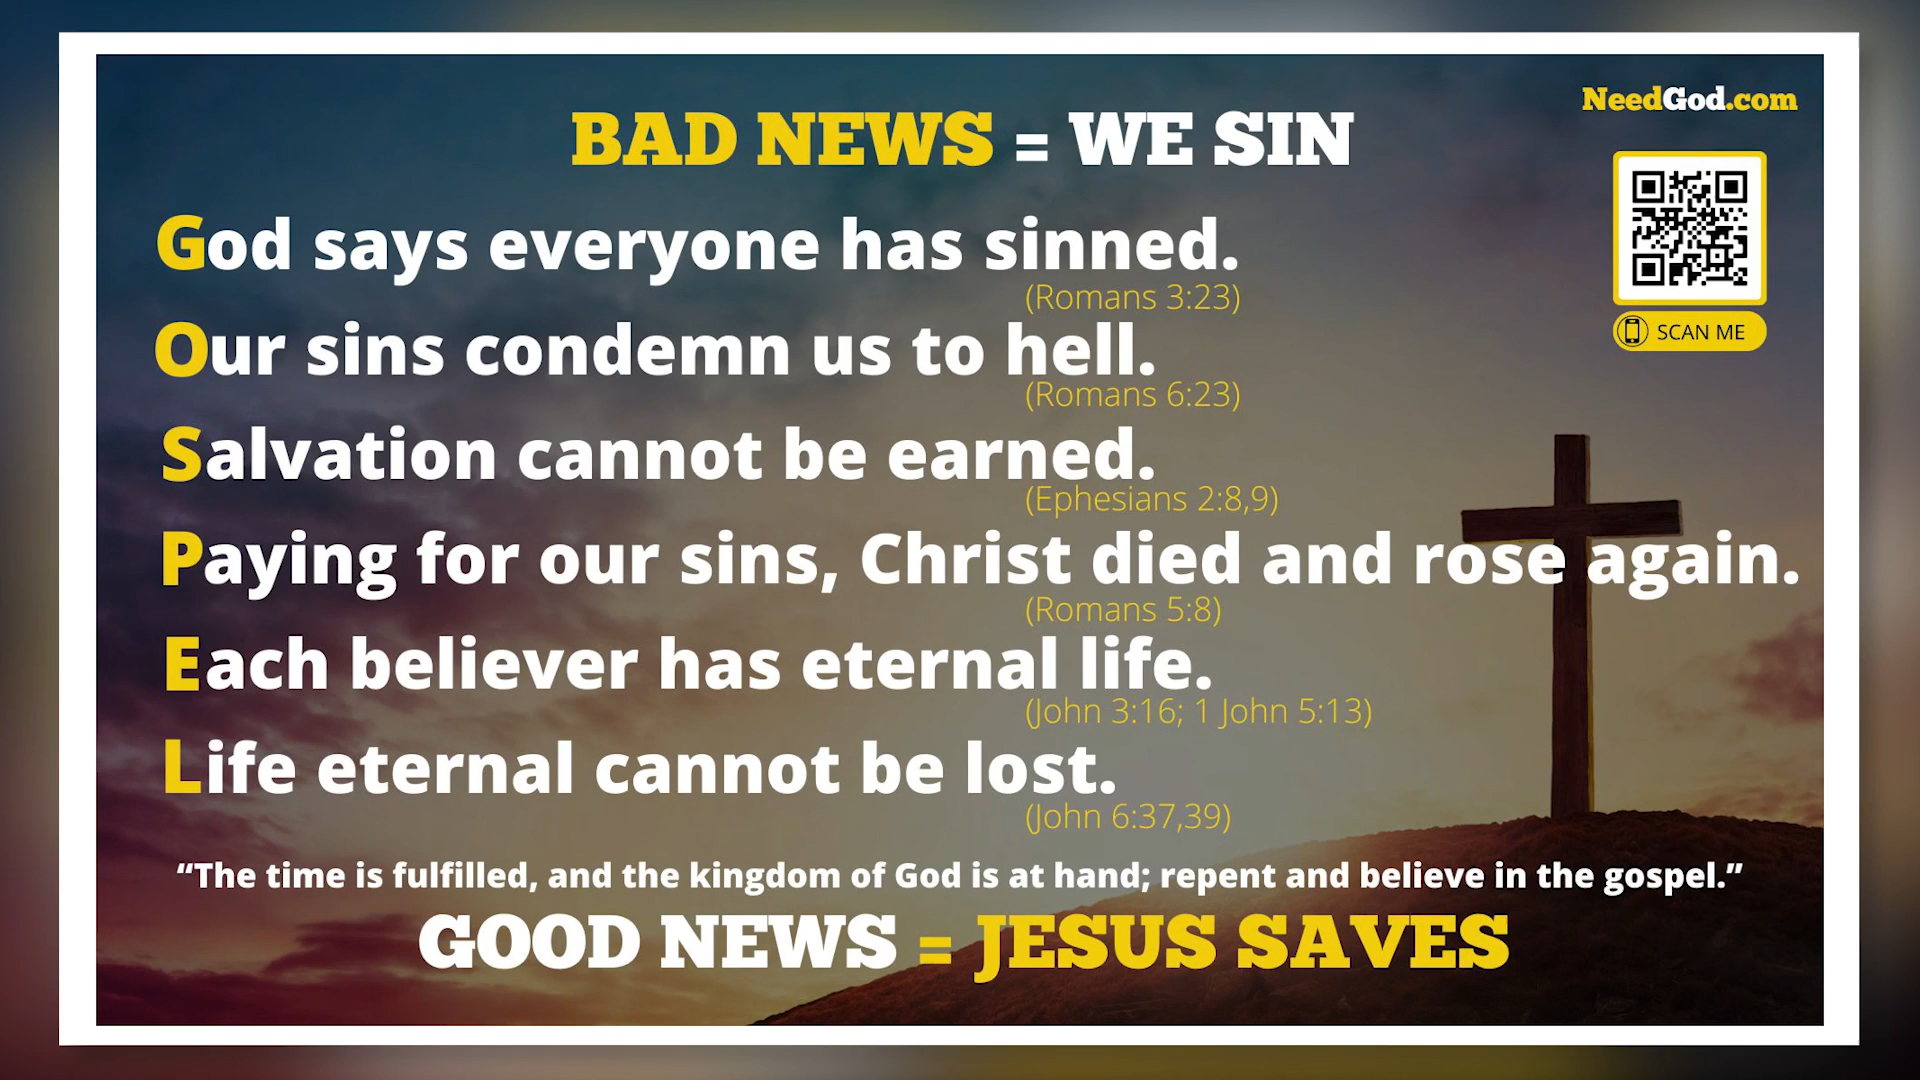 NeedGod.com
BAD NEWS = WE SIN
SCAN ME
God says everyone has sinned.
(Romans 3:23)
Our sins condemn us to hell.
(Romans 6:23)
Salvation cannot be earned.
(Ephesians 2:8,9)
Paying for our sins, Christ died and rose again.
(Romans 5:8)
Each believer has eternal life.
(John 3:16; 1 John 5:13)
Life eternal cannot be lost.
(John 6:37,39)
“The time is fulfilled, and the kingdom of God is at hand; repent and believe in the gospel.”
GOOD NEWS = JESUS SAVES